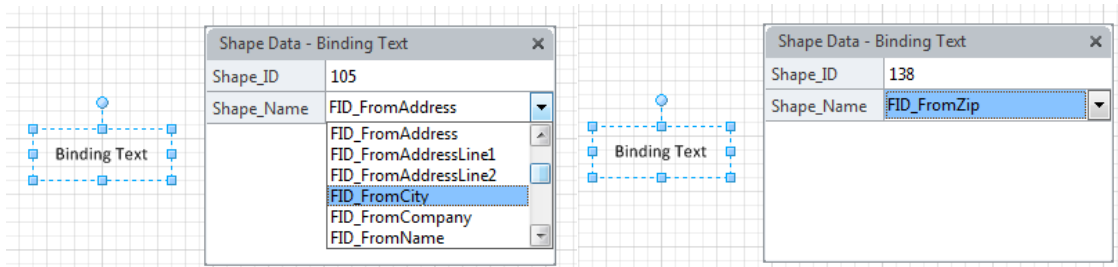 Shape Data - Binding Text
Shape_ID 105
Shape_Name FID_FromAddress
FID_FromAddress
FID_FromAddressLine1
FID_FromAddressLine2
FID_FromCity
FID_FromCompany
FID_FromName
Binding Text
Shape Data - Binding Text
Shape_ID 138
Shape_Name FID_FromZip
Binding Text